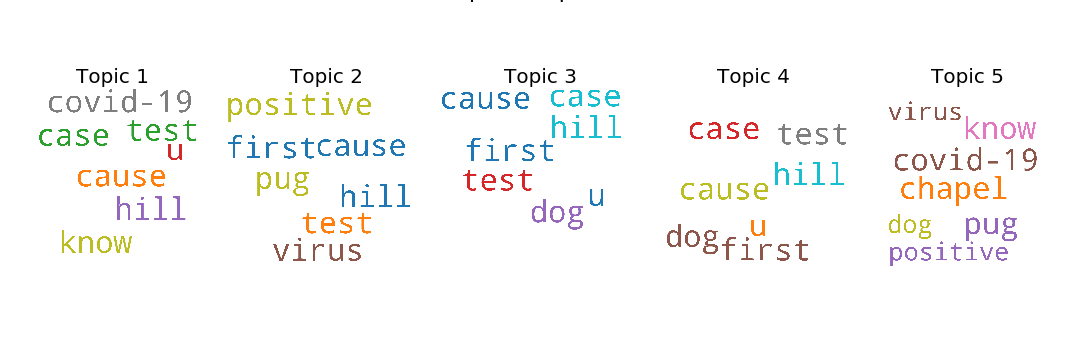 Topic 1
covid-19
case test
u
cause
hill
know
Topic 2
positive
first cause
pug
hill
test
virus
Topic 3
cause case
hill
first
test
u
dog
Topic 4
case test
hill
cause
u
dog first
Topic 5
virus
know
covid-19
chapel
dog pug
positive